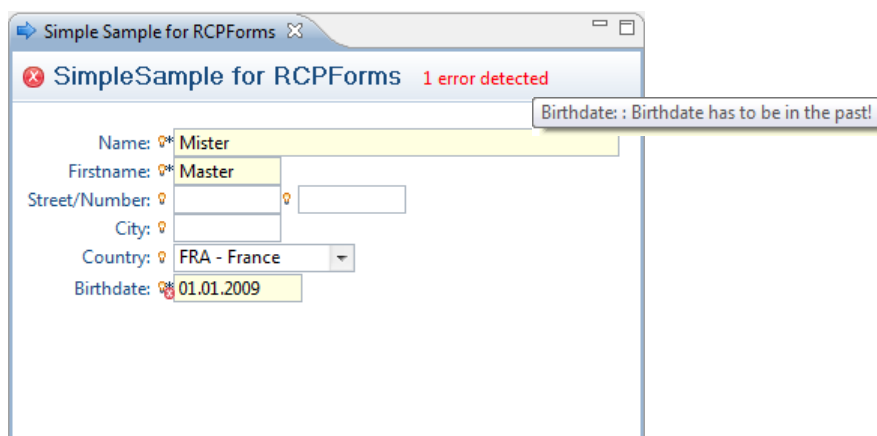 Simple Sample for RCPForms
SimpleSample for RCPForms 1 error detected
Birthdate: : Birthdate has to be in the past!
Name: * Mister
Firstname: * Master
Street/Number:
City:
Country: FRA - France
Birthdate: * 01.01.2009